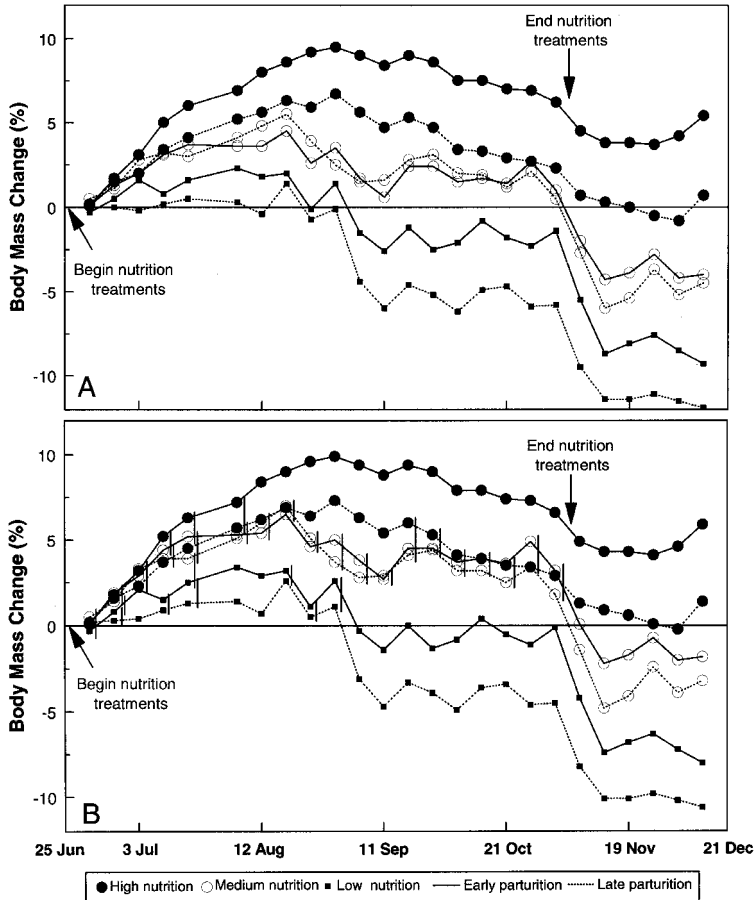 10
5
0
-5
-10
Body Mass Change (%)
End nutrition
treatments
Begin nutrition
treatments
A
10
5
0
-5
-10
Body Mass Change (%)
End nutrition
treatments
Begin nutrition
treatments
B
25 Jun 3 Jul 12 Aug 11 Sep 21 Oct 19 Nov 21 Dec
High nutrition Medium nutrition Low nutrition Early parturition Late parturition